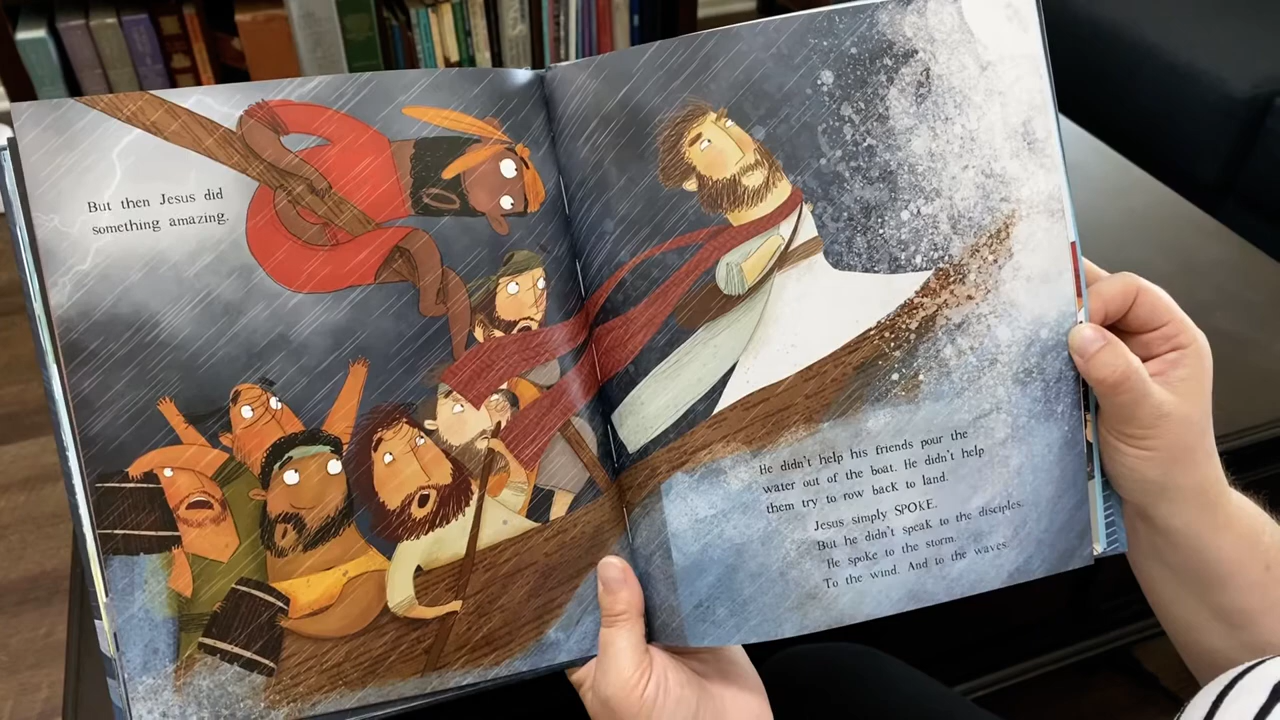 But then Jesus did
something amazing.
He didn't help his friends pour the
water out of the boat. He didn't help
them try to row back to land.
Jesus simply SPOKE.
But he didn't speak to the disciples.
He spoke to the storm.
To the wind. And to the waves.